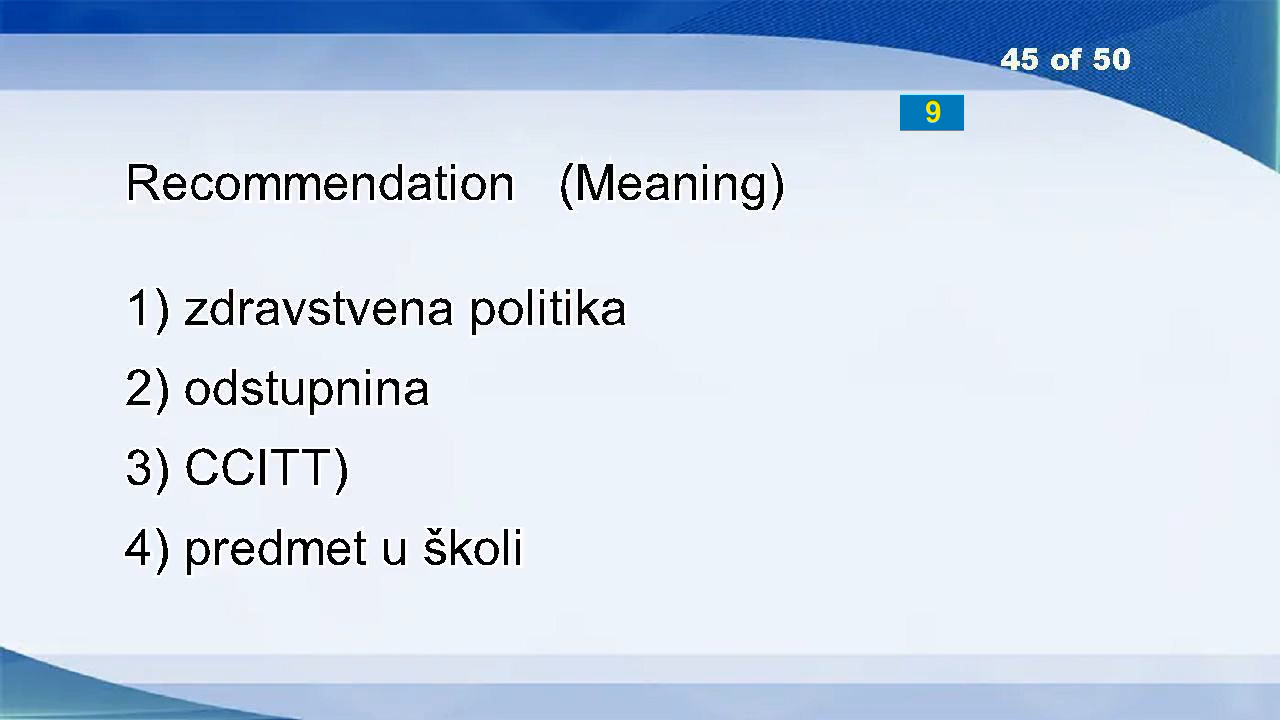 45 of 50
9
Recommendation (Meaning)
1) zdravstvena politika
2) odstupnina
3) CCITT)
4) predmet u školi